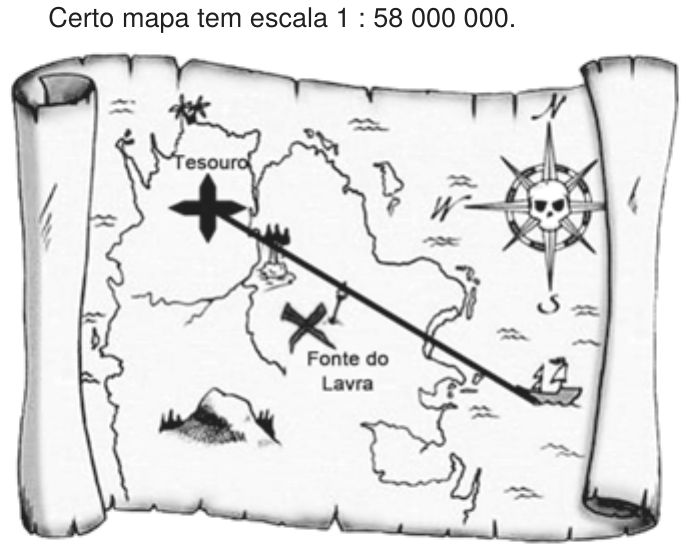 Certo mapa tem escala 1 : 58 000 000.
N
Tesouro
W
S
Fonte do
Lavra